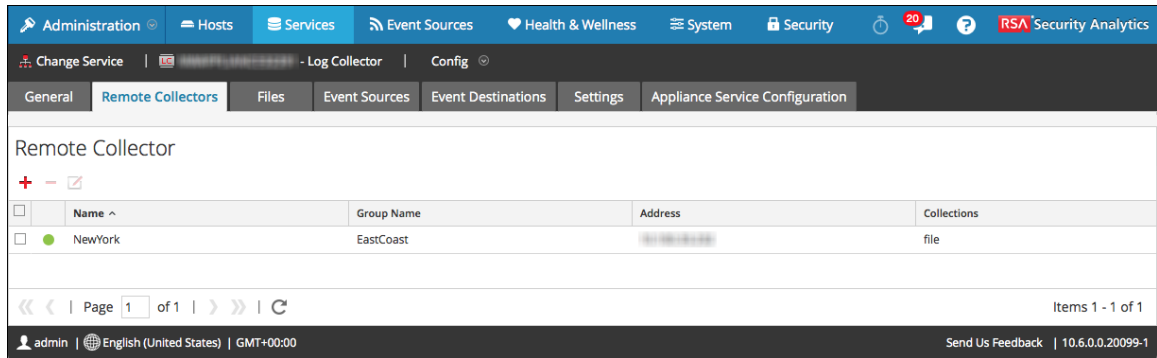 Administration Hosts Services Event Sources Health & Wellness System Security 20 ? RSA Security Analytics
Change Service | LC - Log Collector | Config
General Remote Collectors Files Event Sources Event Destinations Settings Appliance Service Configuration
Remote Collector
Name Group Name Address Collections
NewYork EastCoast file
Page 1 of 1 Items 1 - 1 of 1
admin | English (United States) | GMT+00:00 Send Us Feedback | 10.6.0.0.20099-1